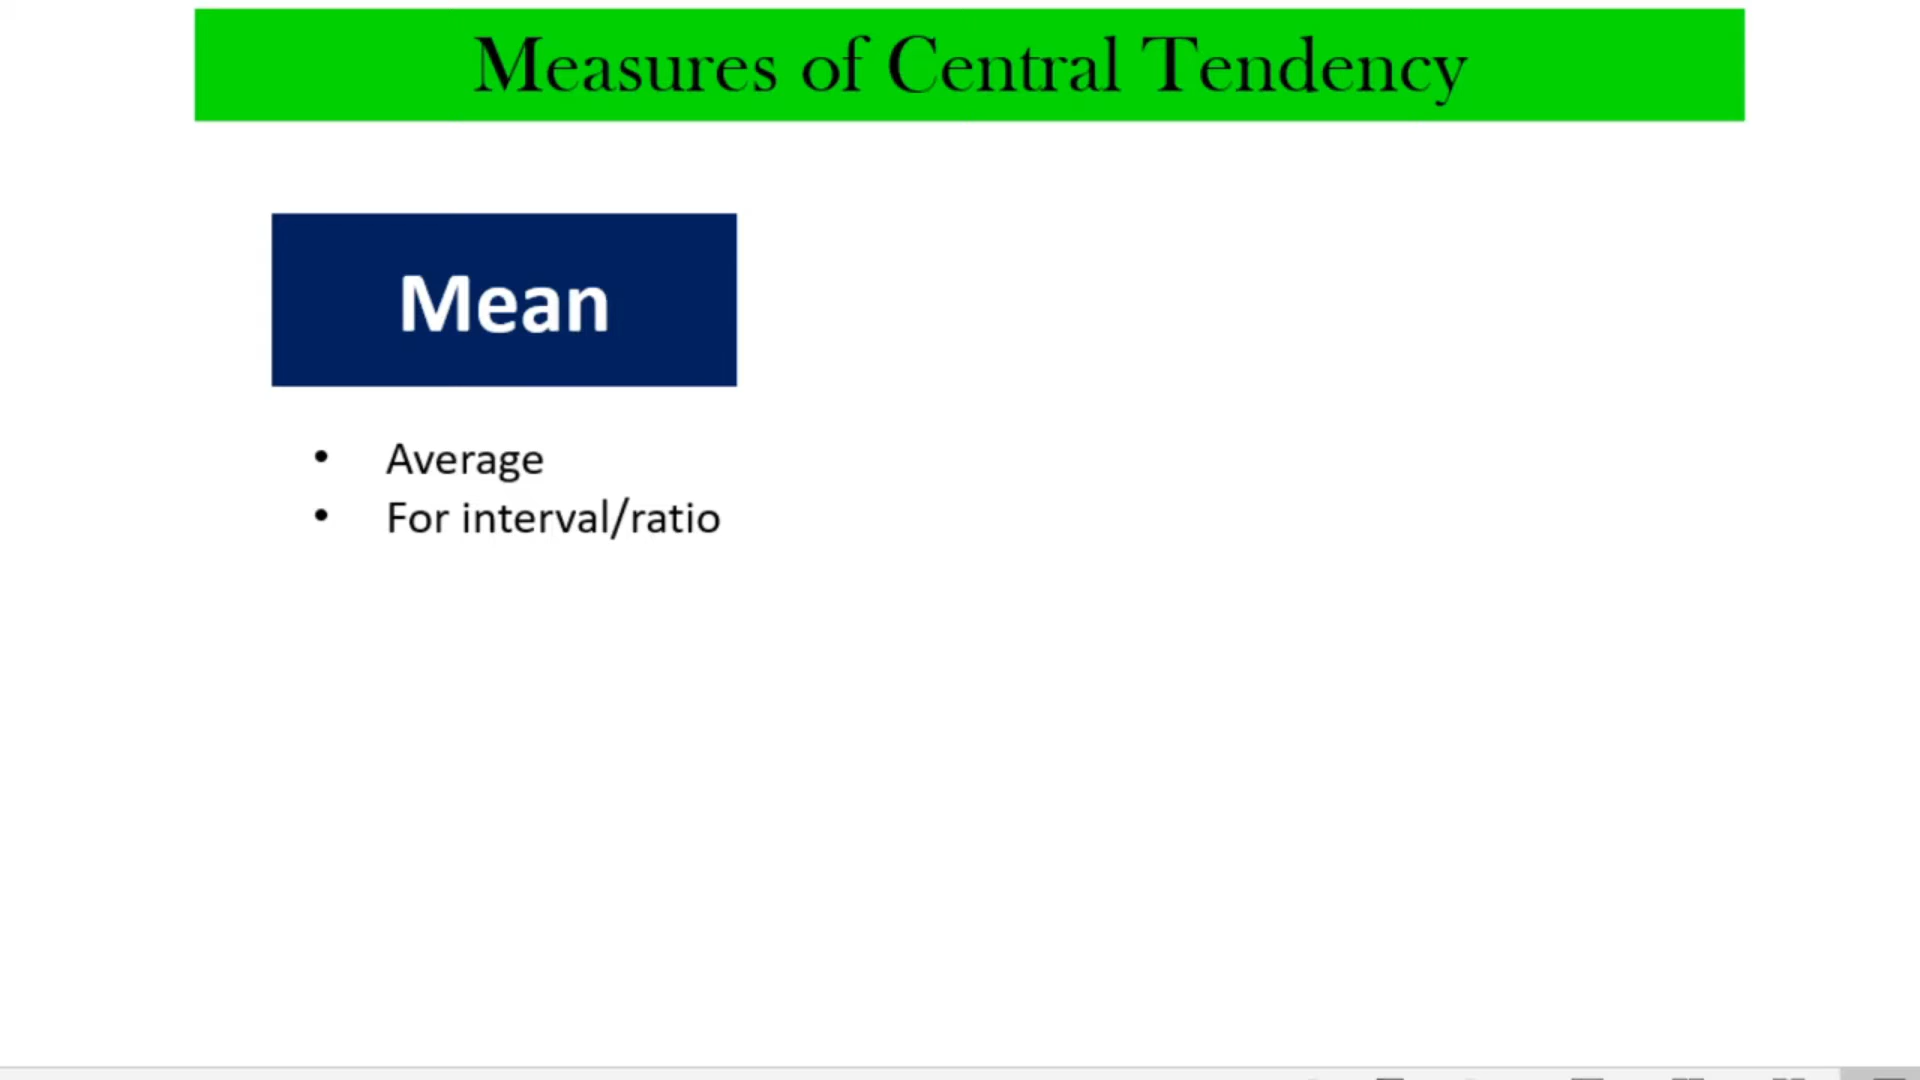 Measures of Central Tendency
Mean
• Average
• For interval/ratio